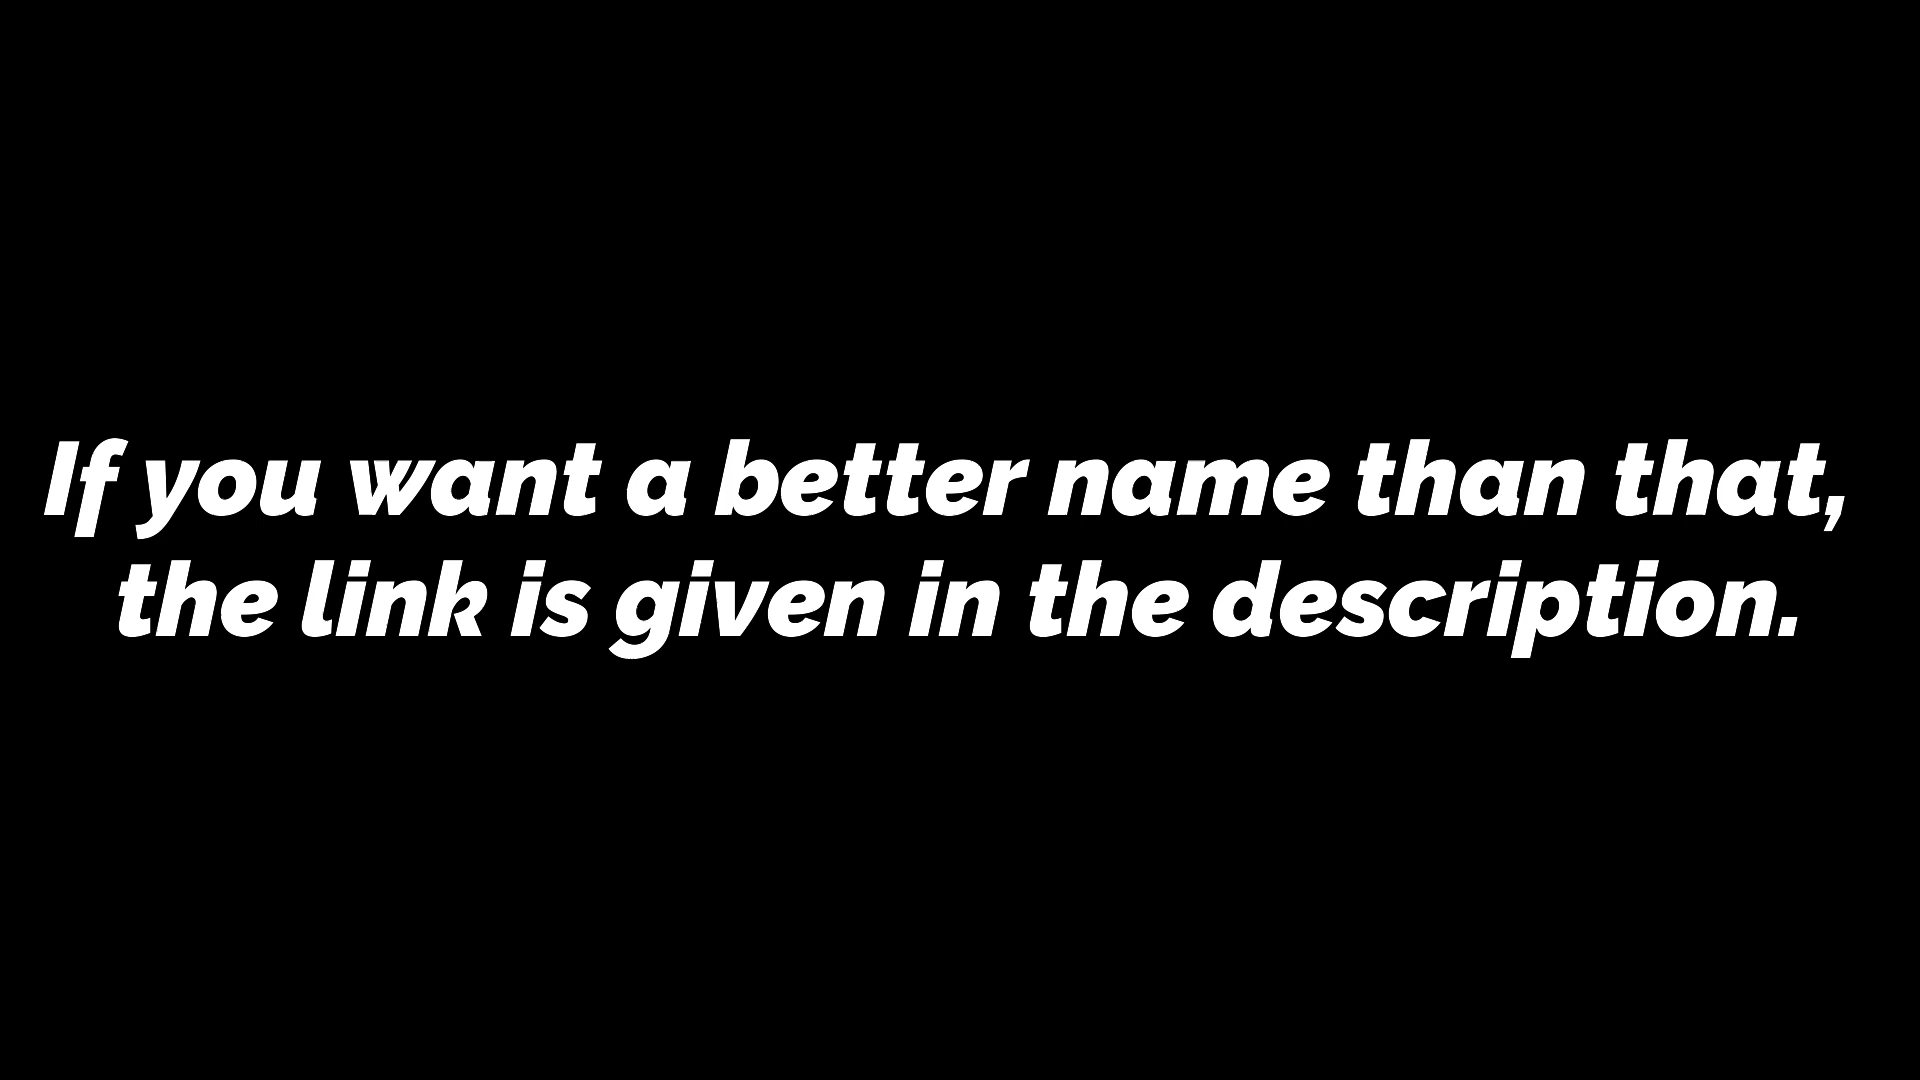 If you want a better name than that,
the link is given in the description.